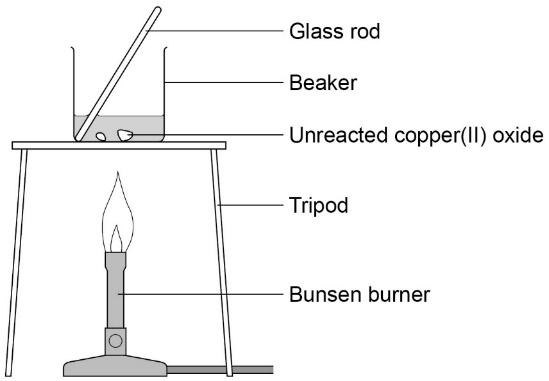 Glass rod
Beaker
Unreacted copper(II) oxide
Tripod
Bunsen burner